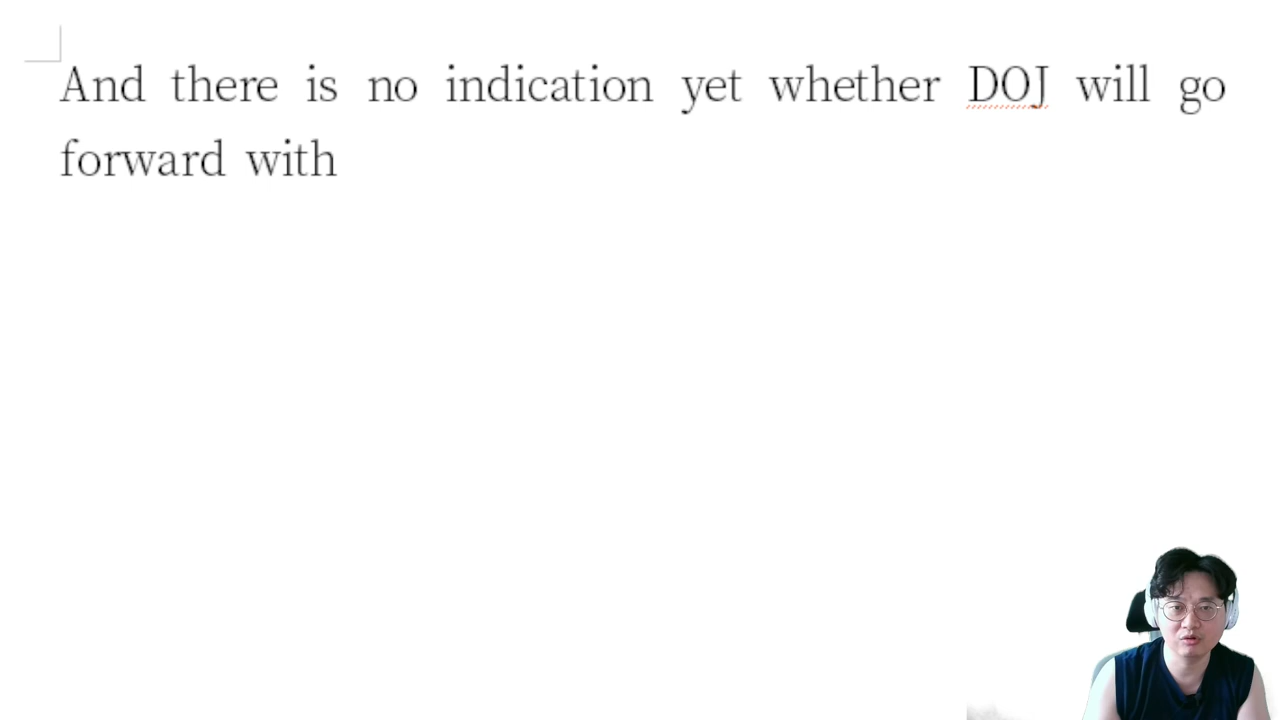 And there is no indication yet whether DOJ will go
forward with